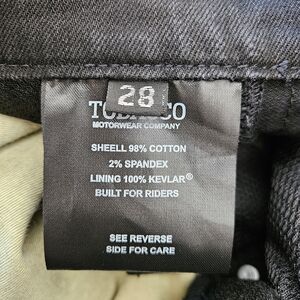 28
MOTORWEAR COMPANY
SHEELL 98% COTTON
2% SPANDEX
LINING 100% KEVLAR®
BUILT FOR RIDERS
SEE REVERSE
SIDE FOR CARE